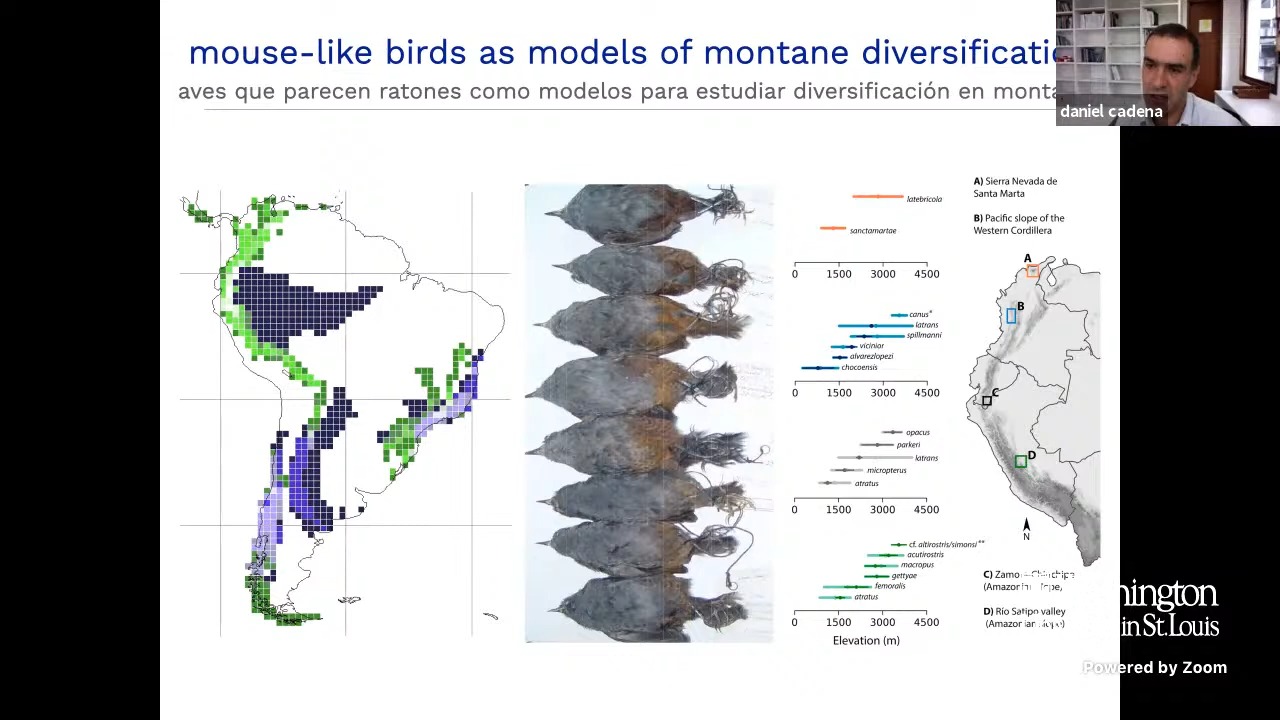 mouse-like birds as models of montane
aves que parecen ratones como modelos para estudiar diversificación en
daniel cadena
latebricola
sanctamartae
0 1500 3000 4500
canus*
latrans
spillmanni
vicinior
alvarezlopezi
chocoensis
0 1500 3000 4500
opacus
parkeri
latrans
micropterus
atratus
0 1500 3000 4500
cf. altirostris/simonsi**
acutirostris
macropus
gettyae
femoralis
atratus
0 1500 3000 4500
Elevation (m)
A) Sierra Nevada de
Santa Marta
B) Pacific slope of the
Western Cordillera
A
B
C
D
N
C)
D) Río Satipo valley
in St. Louis
Powered by Zoom